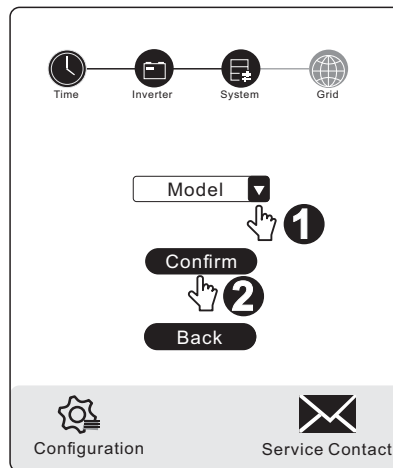 Time Inverter System Grid
Model
1
Confirm
2
Back
Configuration Service Contact